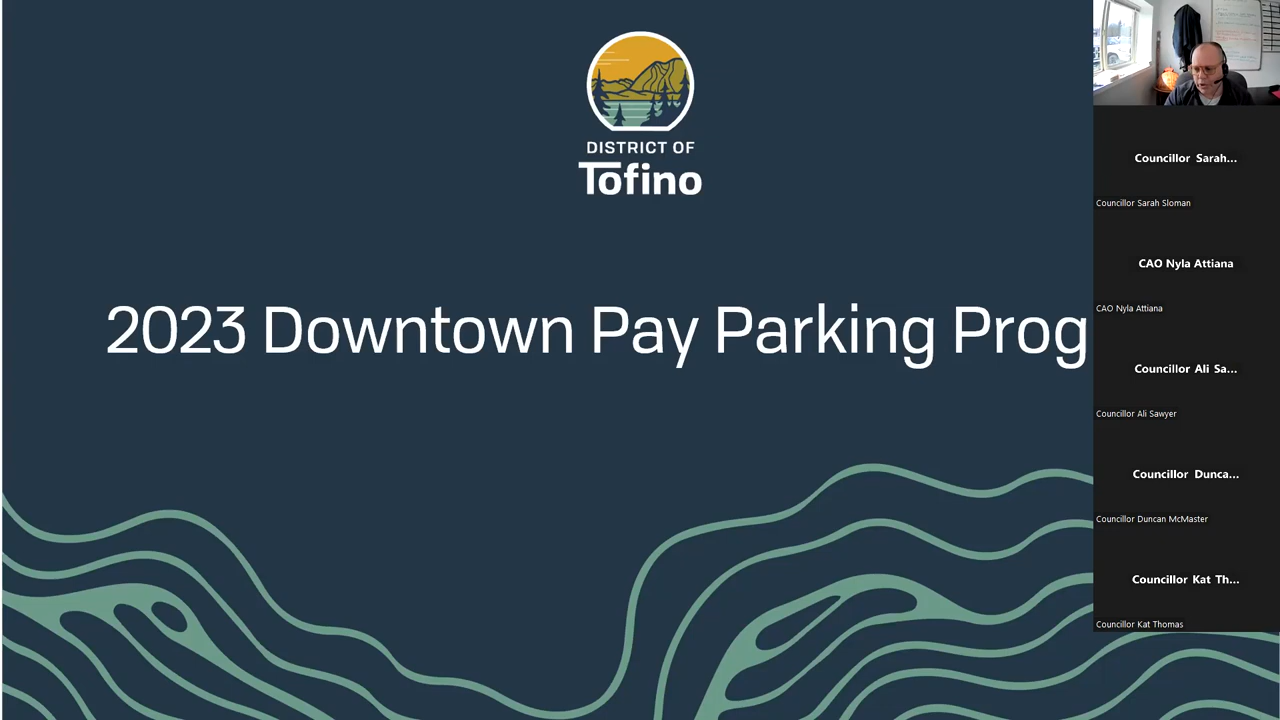 DISTRICT OF
Tofino
2023 Downtown Pay Parking Prog
Councillor Sarah...
Councillor Sarah Sloman
CAO Nyla Attiana
CAO Nyla Attiana
Councillor Ali Sa...
Councillor Ali Sawyer
Councillor Dunca...
Councillor Duncan McMaster
Councillor Kat Th...
Councillor Kat Thomas